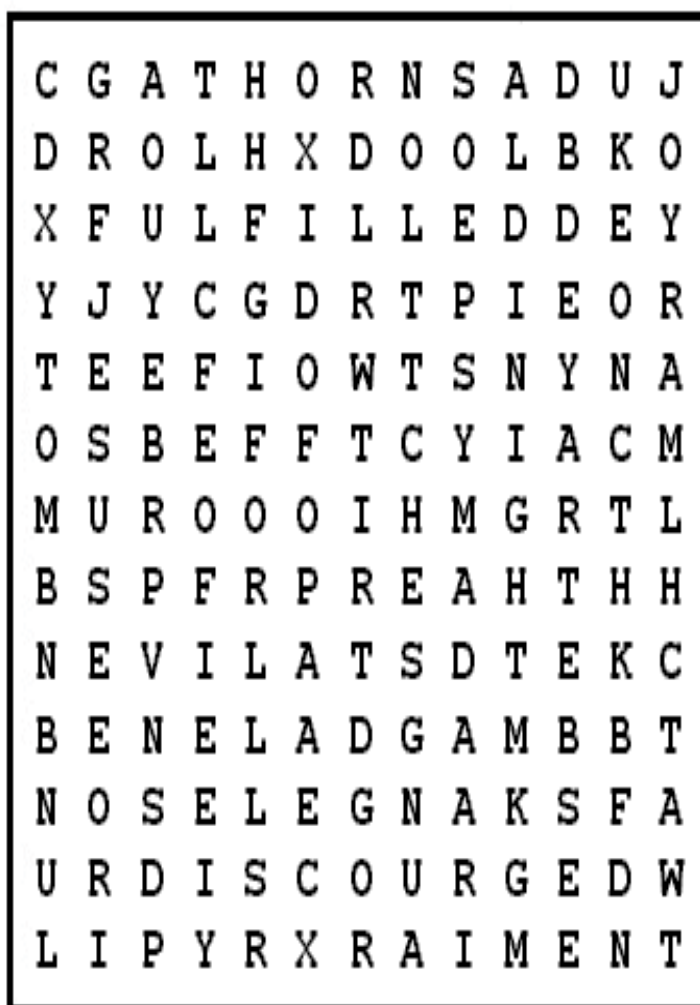 C G A T H O R N S A D U J
D R O L H X D O O L B K O
X F U L F I L L E D D E Y
Y J Y C G D R T P I E O R
T E E F I O W T S N Y N A
O S B E F F T C Y I A C M
M U R O O O I H M G R T L
B S P F R P R E A H T H H
N E V I L A T S D T E K C
B E N E L A D G A M B B T
N O S E L E G N A K S F A
U R D I S C O U R G E D W
L I P Y R X R A I M E N T